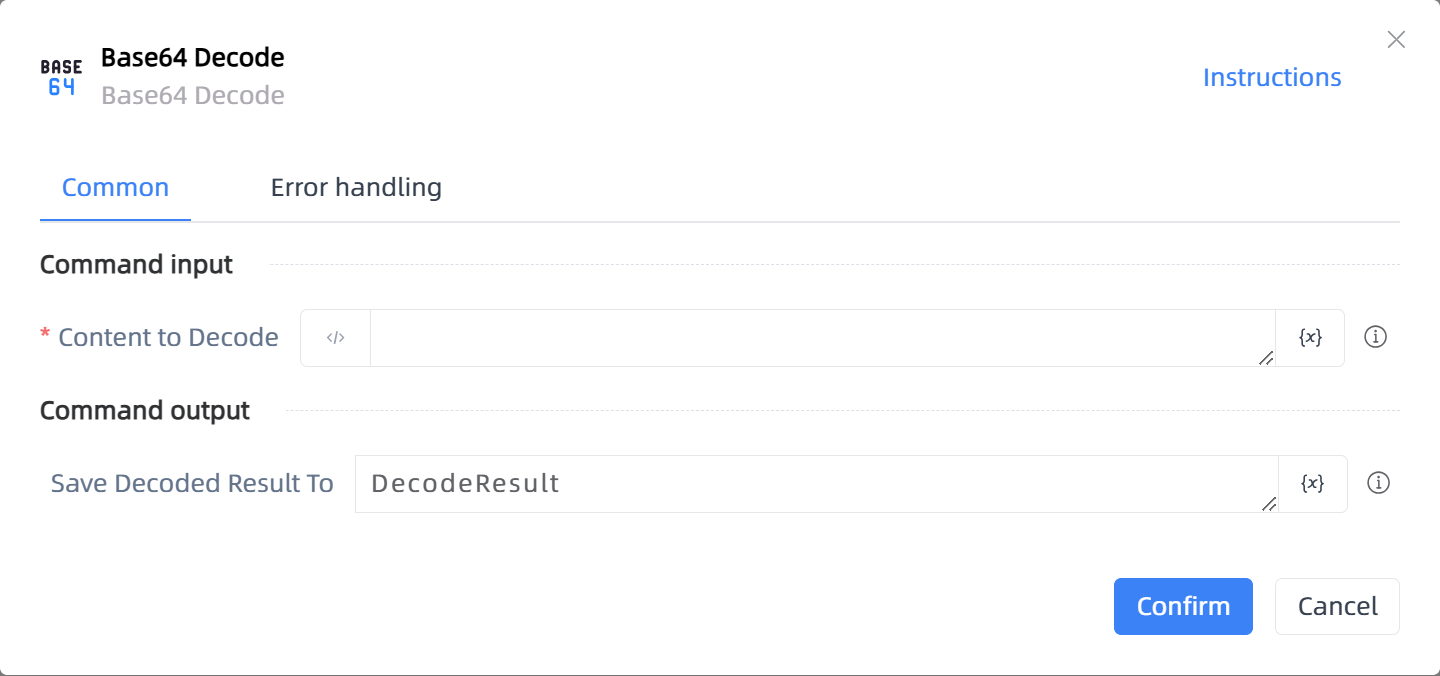 BASE
64
Base64 Decode
Base64 Decode
Instructions
Common
Error handling
Command input
* Content to Decode
</>
{x}
Command output
Save Decoded Result To
DecodeResult
{x}
Confirm
Cancel